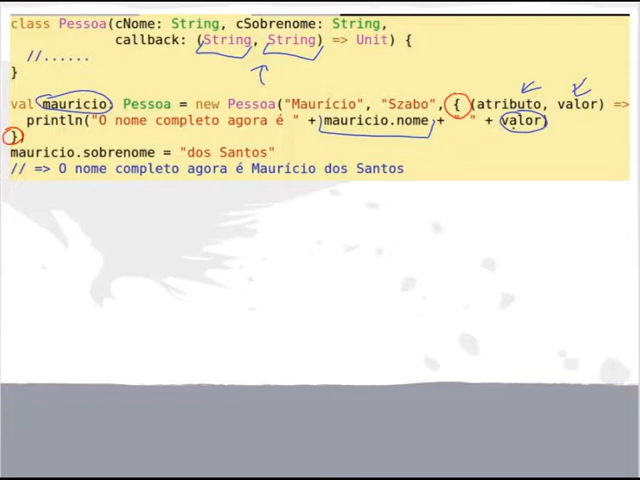 class Pessoa(cNome: String, cSobrenome: String,
callback: (String, String) => Unit) {
//......
}
val mauricio: Pessoa = new Pessoa("Maurício", "Szabo", { (atributo, valor) =>
println("O nome completo agora é " + mauricio.nome + " " + valor)
})
mauricio.sobrenome = "dos Santos"
// => O nome completo agora é Maurício dos Santos